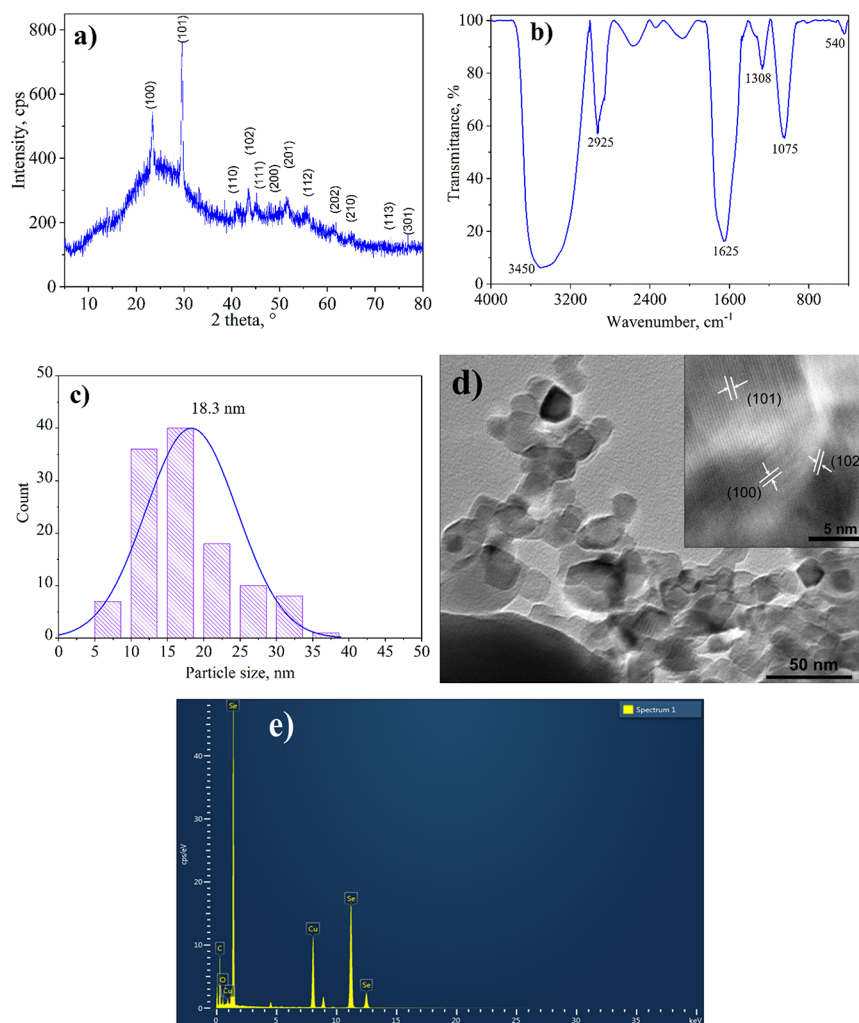 a)
(101)
(100)
(102)
(110)
(111)
(200)
(201)
(112)
(202)
(210)
(113)
(301)
800
600
400
200
0
Intensity, cps
10 20 30 40 50 60 70 80
2 theta, °
b)
100
80
60
40
20
0
Transmittance, %
3450
2925
1625
1308
1075
540
4000 3200 2400 1600 800
Wavenumber, cm-1
c)
18.3 nm
50
40
30
20
10
0
Count
0 5 10 15 20 25 30 35 40 45 50
Particle size, nm
d)
(101)
(100)
(102
5 nm
50 nm
e)
Spectrum 1
Se
C
O
Cu
Cu
Se
Se
40
30
20
10
0
cps/eV
0 5 10 15 20 25 30 35 keV